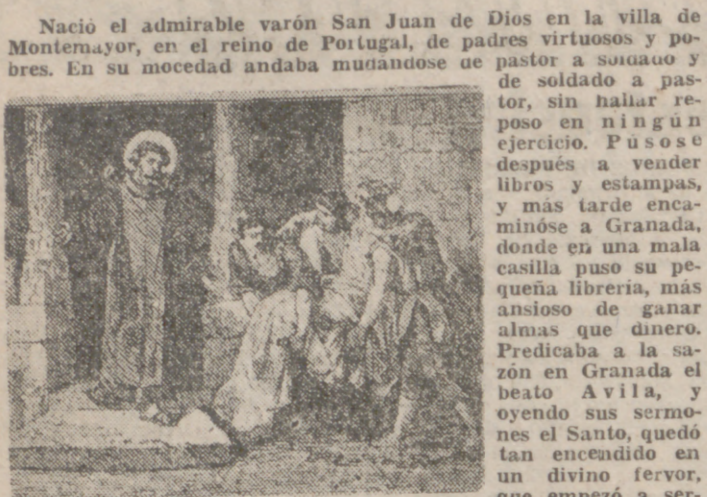 Nació el admirable varón San Juan de Dios en la villa de
Montemayor, en el reino de Portugal, de padres virtuosos y po-
bres. En su mocedad andaba mudándose de pastor a soldado y
de soldado a pas-
tor, sin hallar re-
poso en ningún
ejercicio. Púsose
después a vender
libros y estampas,
y más tarde enca-
minóse a Granada,
donde en una mala
casilla puso su pe-
queña librería, más
ansioso de ganar
almas que dinero.
Predicaba a la sa-
zón en Granada el
beato Avila, y
oyendo sus sermo-
nes el Santo, quedó
tan encendido en
un divino fervor,
que empezó a ser-